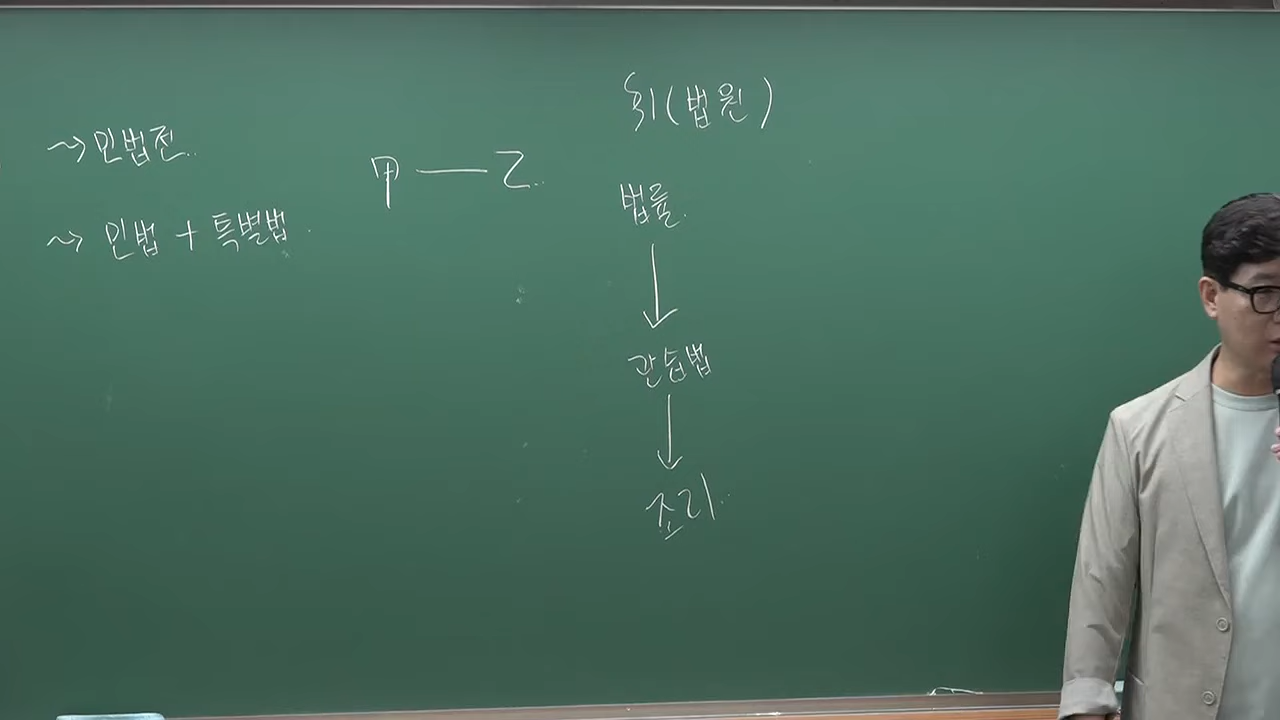 → 민법전
→ 민법 + 특별법
甲 — 乙
(법원)
법률
↓
관습법
↓
조리